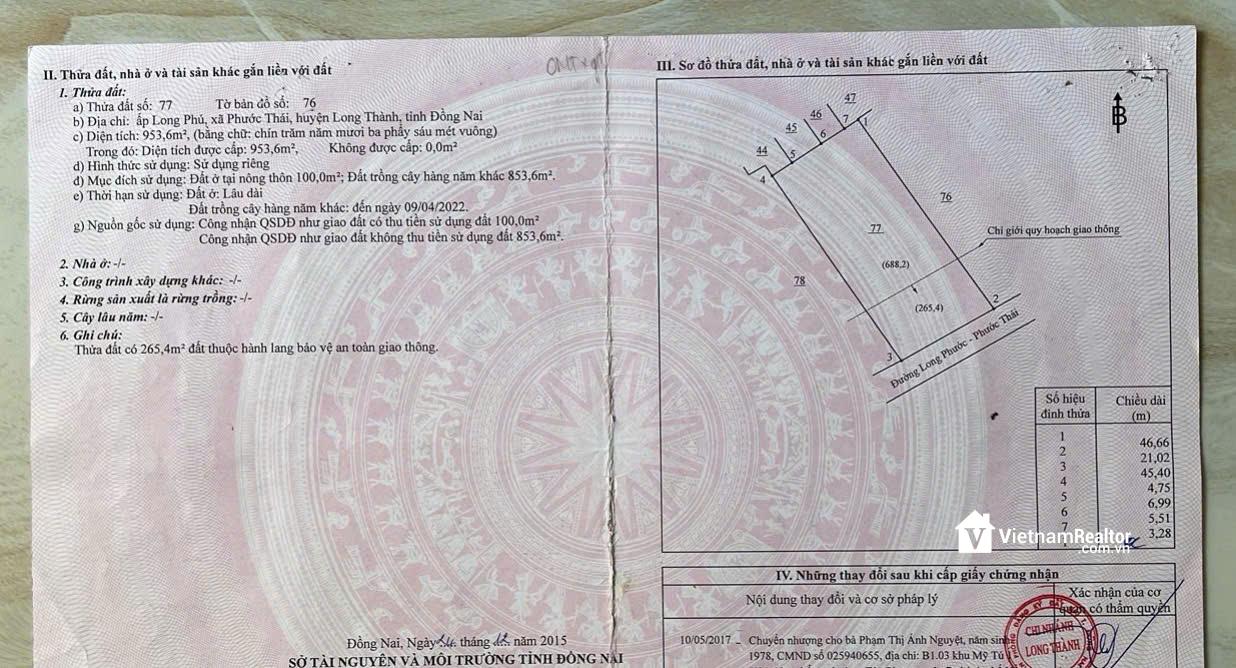 II. Thửa đất, nhà ở và tài sản khác gắn liền với đất
1. Thửa đất:
a) Thửa đất số: 77 Tờ bản đồ số: 76
b) Địa chỉ: ấp Long Phú, xã Phước Thái, huyện Long Thành, tỉnh Đồng Nai
c) Diện tích: 953,6m², (bằng chữ: chín trăm năm mươi ba phẩy sáu mét vuông)
Trong đó: Diện tích được cấp: 953,6m², Không được cấp: 0,0m²
d) Hình thức sử dụng: Sử dụng riêng
đ) Mục đích sử dụng: Đất ở tại nông thôn 100,0m²; Đất trồng cây hàng năm khác 853,6m².
e) Thời hạn sử dụng: Đất ở: Lâu dài
Đất trồng cây hàng năm khác: đến ngày 09/04/2022.
g) Nguồn gốc sử dụng: Công nhận QSDĐ như giao đất có thu tiền sử dụng đất 100,0m²
Công nhận QSDĐ như giao đất không thu tiền sử dụng đất 853,6m².
2. Nhà ở: -/-
3. Công trình xây dựng khác: -/-
4. Rừng sản xuất là rừng trồng: -/-
5. Cây lâu năm: -/-
6. Ghi chú:
Thửa đất có 265,4m² đất thuộc hành lang bảo vệ an toàn giao thông.
Đồng Nai, Ngày tháng năm 2015
SỞ TÀI NGUYÊN VÀ MÔI TRƯỜNG TỈNH ĐỒNG NAI
III. Sơ đồ thửa đất, nhà ở và tài sản khác gắn liền với đất
B
47
46
45
44
7 1
6
5
4
76
77
Chỉ giới quy hoạch giao thông
(688,2)
78
(265,4)
2
3
Đường Long Phước - Phước Thái
Số hiệu đỉnh thửa
Chiều dài (m)
1 46,66
2 21,02
3 45,40
4 4,75
5 6,99
6 5,51
7 3,28
1
VietnamRealtor
.com.vn
IV. Những thay đổi sau khi cấp giấy chứng nhận
Nội dung thay đổi và cơ sở pháp lý
Xác nhận của cơ
quan có thẩm quyền
10/05/2017 - Chuyển nhượng cho bà Phạm Thị Ánh Nguyệt, năm sinh
1978, CMND số 025940655, địa chỉ: B1.03 khu Mỹ Tú
CHI NHÁNH
LONG THÀNH